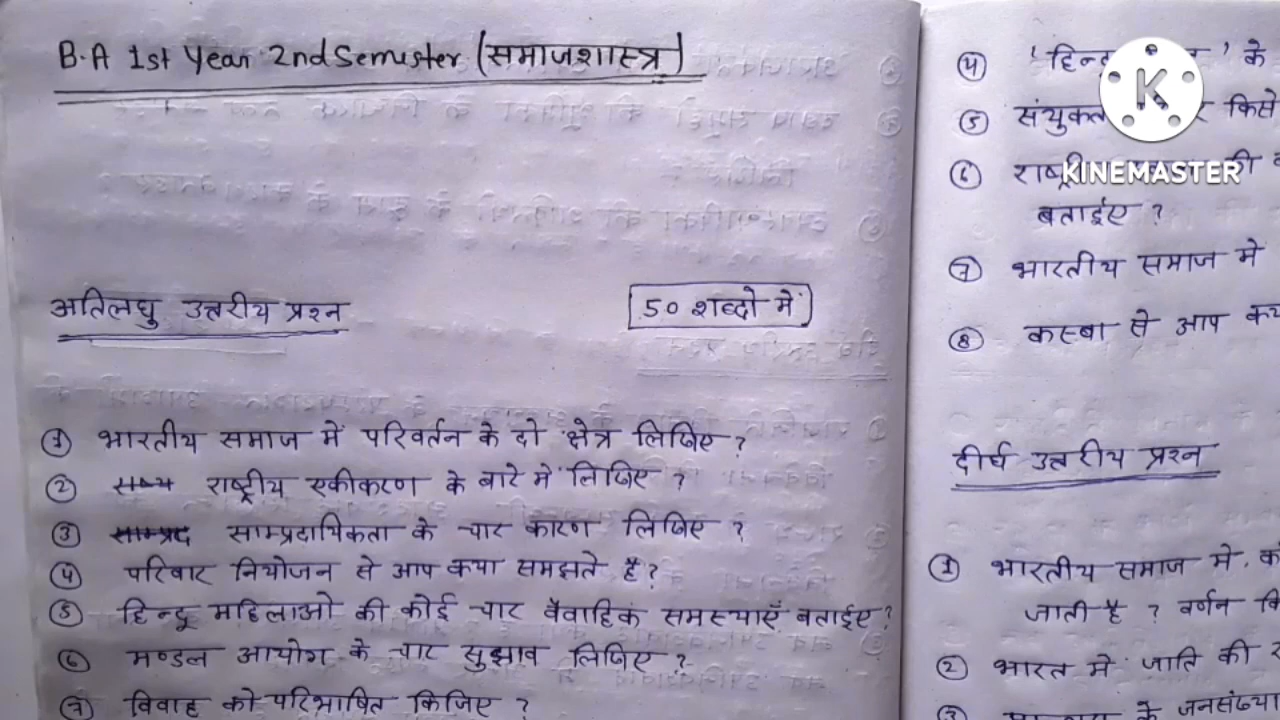 B.A 1st Year 2nd Semester (समाजशास्त्र)
अतिलघु उत्तरीय प्रश्न
50 शब्दो में
① भारतीय समाज में परिवर्तन के दो क्षेत्र लिखिए ?
② राष्ट्रीय एकीकरण के बारे मे लिखिए ?
③ साम्प्रदायिकता के चार कारण लिखिए ?
④ परिवार नियोजन से आप क्या समझते है ?
⑤ हिन्दू महिलाओ की कोई चार वैवाहिक समस्याएँ बताईए ?
⑥ मण्डल आयोग के चार सुझाव लिखिए ?
⑦ विवाह को परिभाषित किजिए ?
④ के
⑤ किसे
⑥
बताईए ?
⑦ भारतीय समाज मे
⑧ कस्बा से आप
दीर्घ उत्तरीय प्रश्न
① भारतीय समाज मे
जाती है ? वर्णन
② भारत मे जाति की
③ के जनसंख्या
K
KINEMASTER